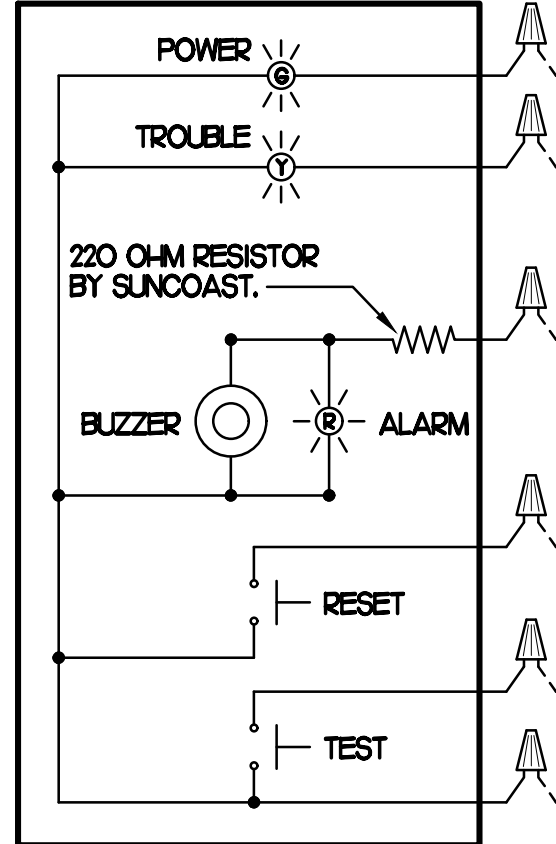 POWER
G
TROUBLE
Y
220 OHM RESISTOR
BY SUNCOAST.
BUZZER
R
ALARM
RESET
TEST